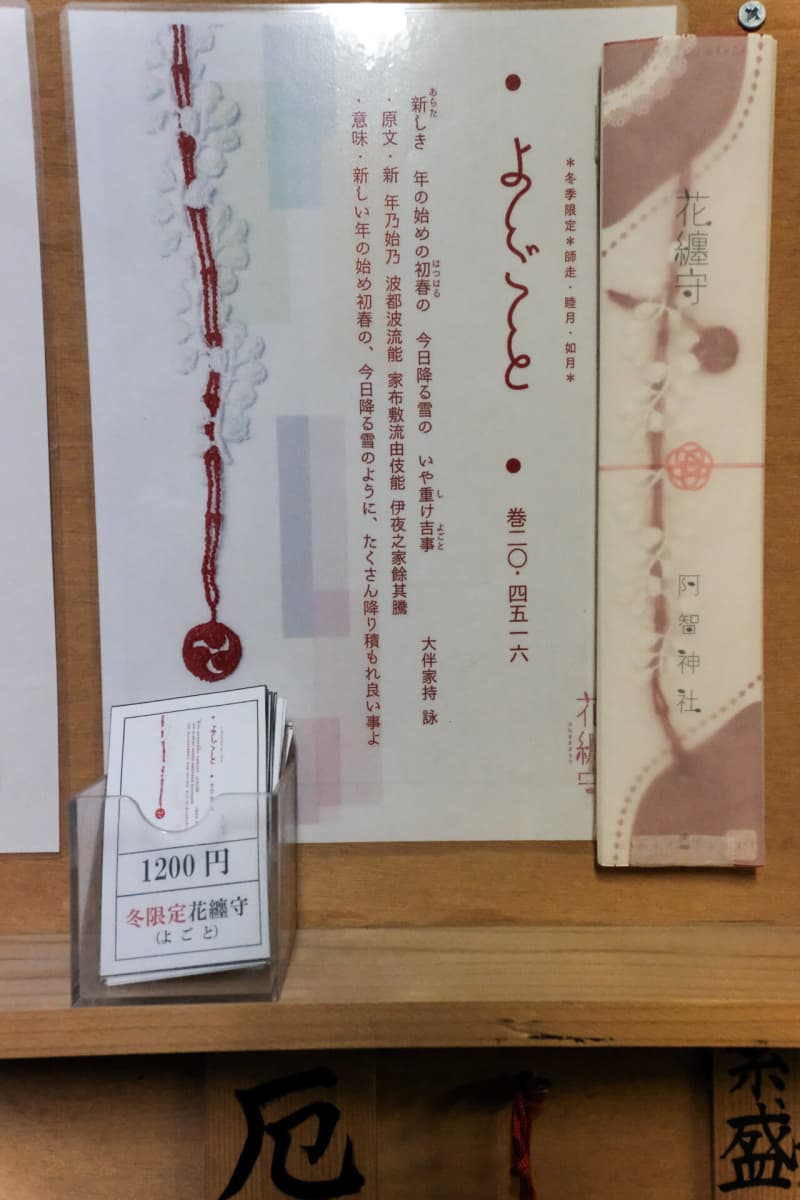 ＊冬季限定＊師走・睦月・如月＊
● よごと ● 巻二〇・四五一六
新しき 年の始めの初春の 今日降る雪の いや重け吉事
あらた
はつはる
し
よごと
大伴家持 詠
・原文・新 年乃始乃 波都波流能 家布敷流由伎能 伊夜之家餘其騰
・意味・新しい年の始め初春の、今日降る雪のように、たくさん降り積もれ良い事よ
花纏守
花纏守
阿智神社
・よごと・
1200円
冬限定花纏守
(よごと)
厄
盛